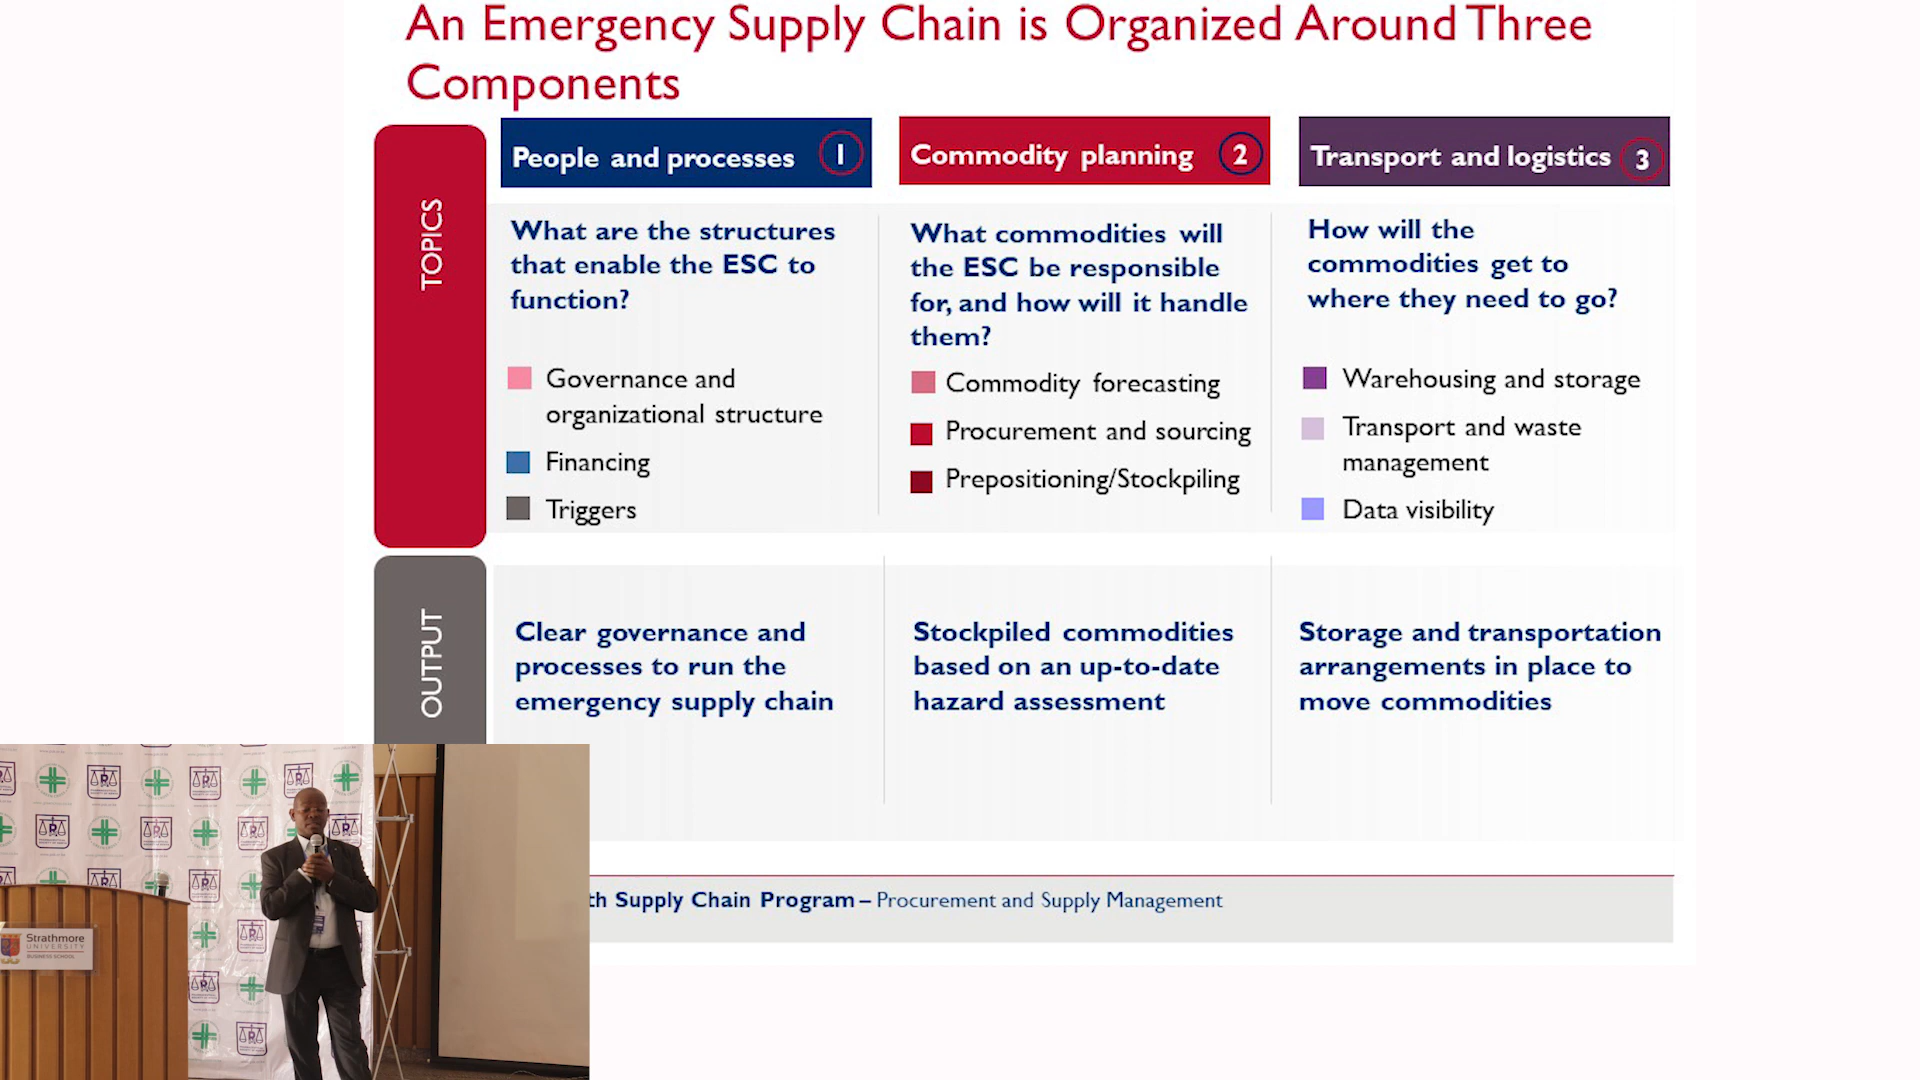 An Emergency Supply Chain is Organized Around Three
Components
TOPICS
People and processes 1
What are the structures
that enable the ESC to
function?
Governance and
organizational structure
Financing
Triggers
Commodity planning 2
What commodities will
the ESC be responsible
for, and how will it handle
them?
Commodity forecasting
Procurement and sourcing
Prepositioning/Stockpiling
Transport and logistics 3
How will the
commodities get to
where they need to go?
Warehousing and storage
Transport and waste
management
Data visibility
OUTPUT
Clear governance and
processes to run the
emergency supply chain
Stockpiled commodities
based on an up-to-date
hazard assessment
Storage and transportation
arrangements in place to
move commodities
th Supply Chain Program – Procurement and Supply Management
Strathmore
UNIVERSITY
BUSINESS SCHOOL